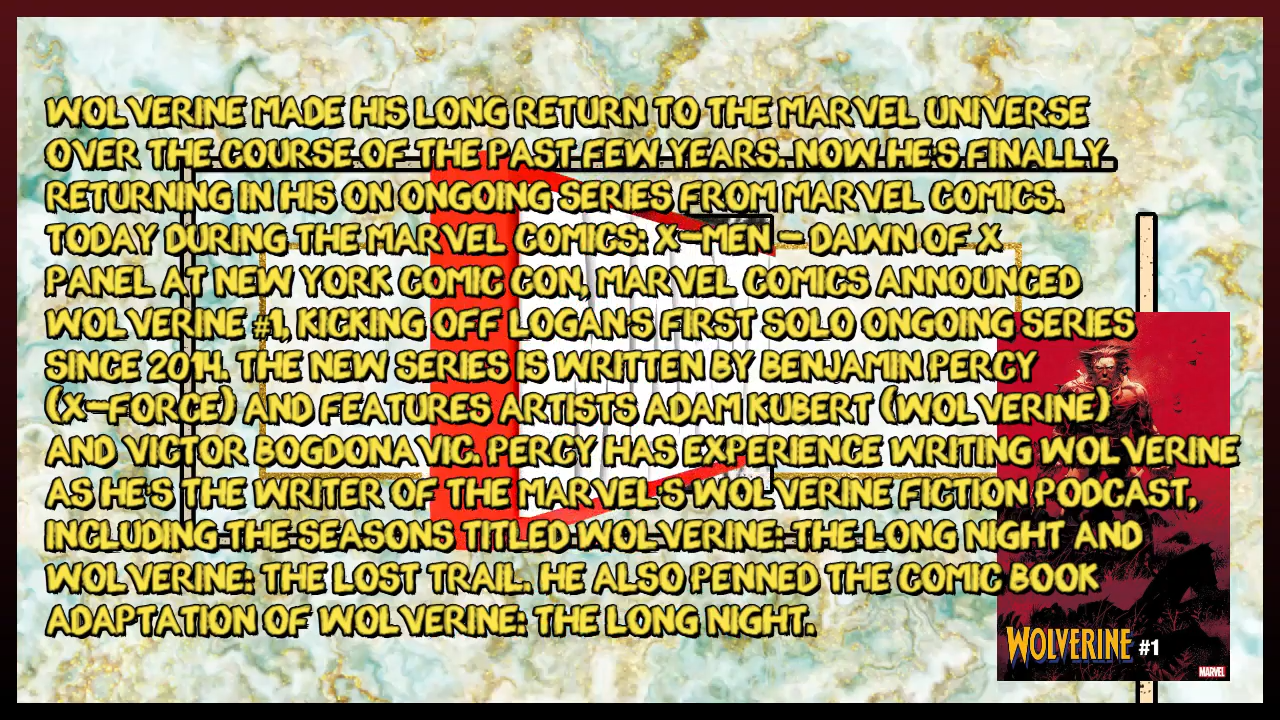 WOLVERINE MADE HIS LONG RETURN TO THE MARVEL UNIVERSE
OVER THE COURSE OF THE PAST FEW YEARS. NOW HE'S FINALLY
RETURNING IN HIS ON ONGOING SERIES FROM MARVEL COMICS.
TODAY DURING THE MARVEL COMICS: X-MEN - DAWN OF X
PANEL AT NEW YORK COMIC CON, MARVEL COMICS ANNOUNCED
WOLVERINE #1, KICKING OFF LOGAN'S FIRST SOLO ONGOING SERIES
SINCE 2014. THE NEW SERIES IS WRITTEN BY BENJAMIN PERCY
(X-FORCE) AND FEATURES ARTISTS ADAM KUBERT (WOLVERINE)
AND VICTOR BOGDONAVIC. PERCY HAS EXPERIENCE WRITING WOLVERINE
AS HE'S THE WRITER OF THE MARVEL'S WOLVERINE FICTION PODCAST,
INCLUDING THE SEASONS TITLED WOLVERINE: THE LONG NIGHT AND
WOLVERINE: THE LOST TRAIL. HE ALSO PENNED THE COMIC BOOK
ADAPTATION OF WOLVERINE: THE LONG NIGHT.
WOLVERINE #1
MARVEL